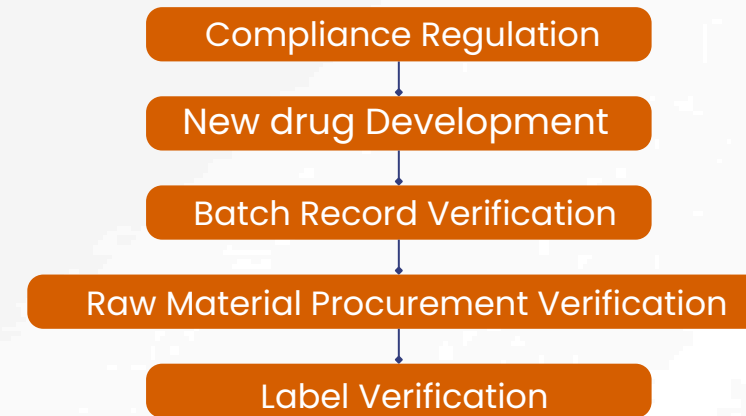 Compliance Regulation
New drug Development
Batch Record Verification
Raw Material Procurement Verification
Label Verification